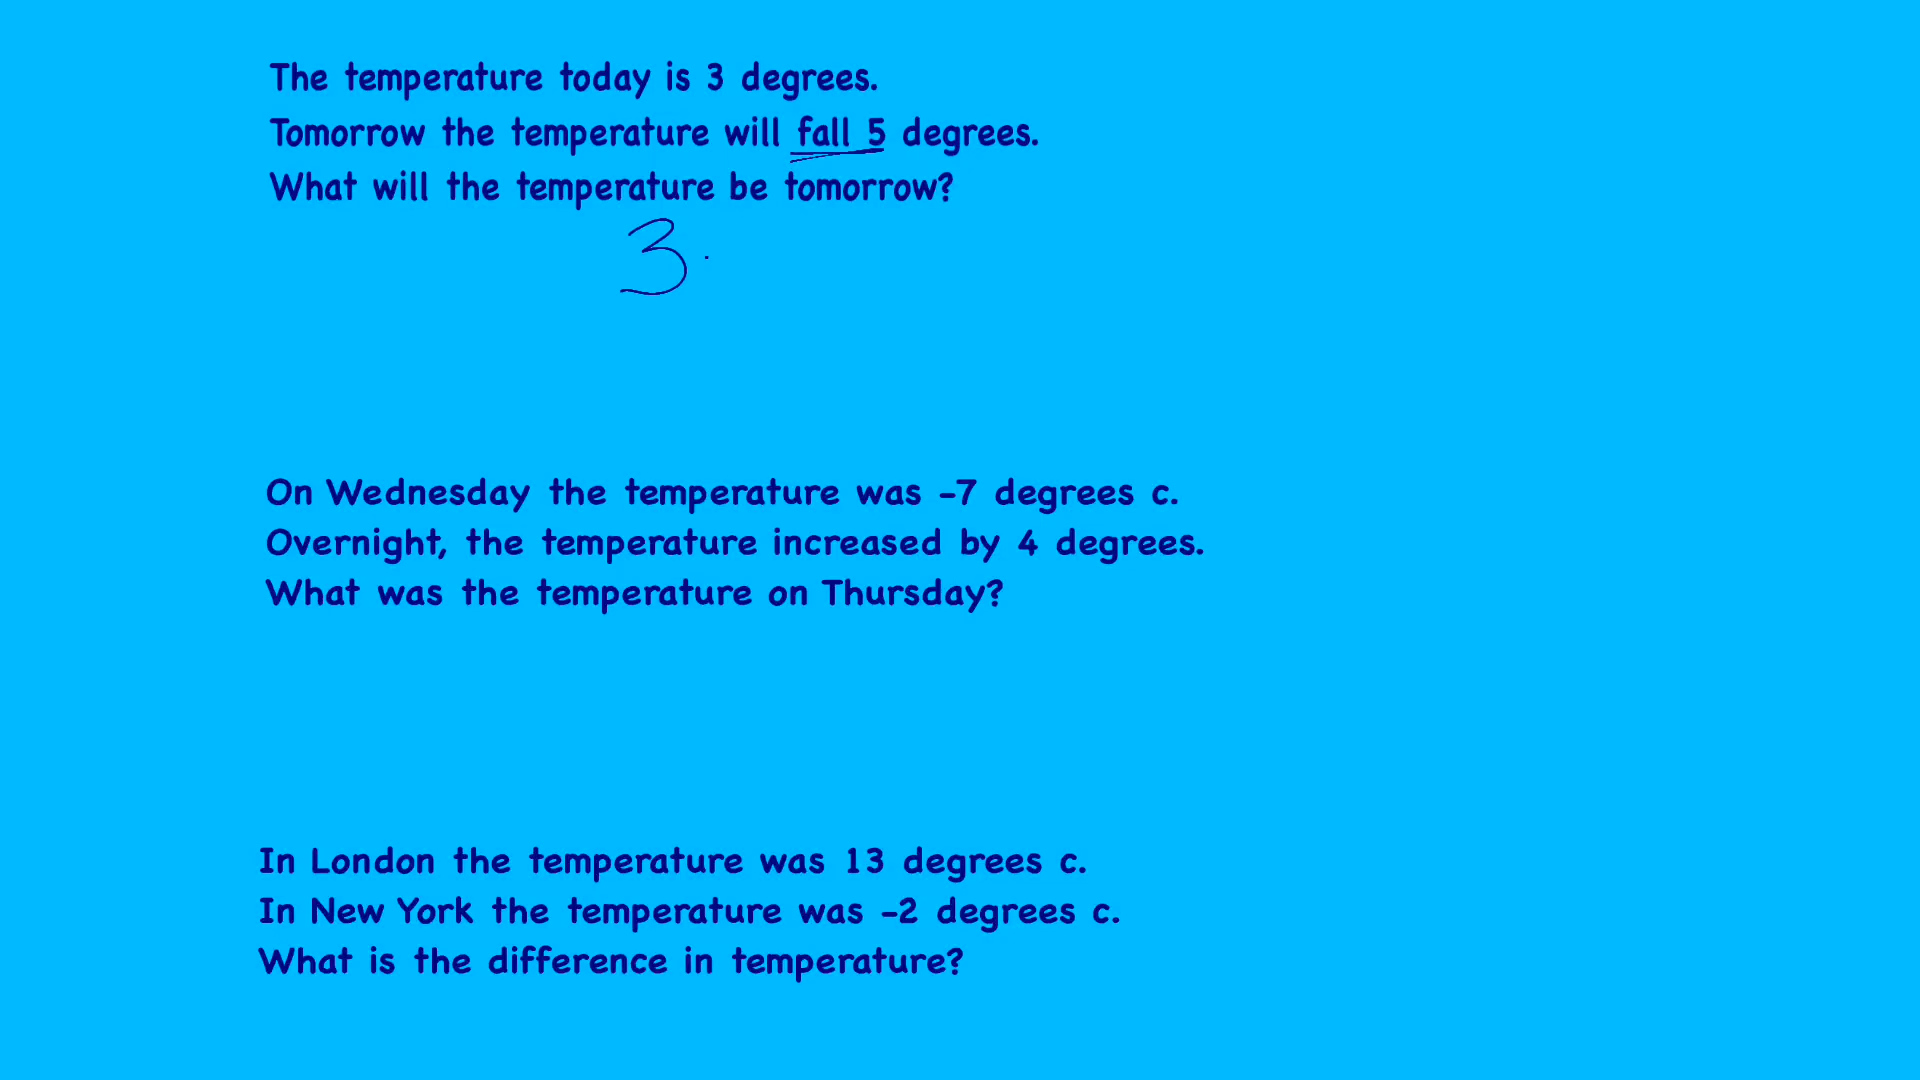 The temperature today is 3 degrees.
Tomorrow the temperature will fall 5 degrees.
What will the temperature be tomorrow?
3
On Wednesday the temperature was -7 degrees c.
Overnight, the temperature increased by 4 degrees.
What was the temperature on Thursday?
In London the temperature was 13 degrees c.
In New York the temperature was -2 degrees c.
What is the difference in temperature?